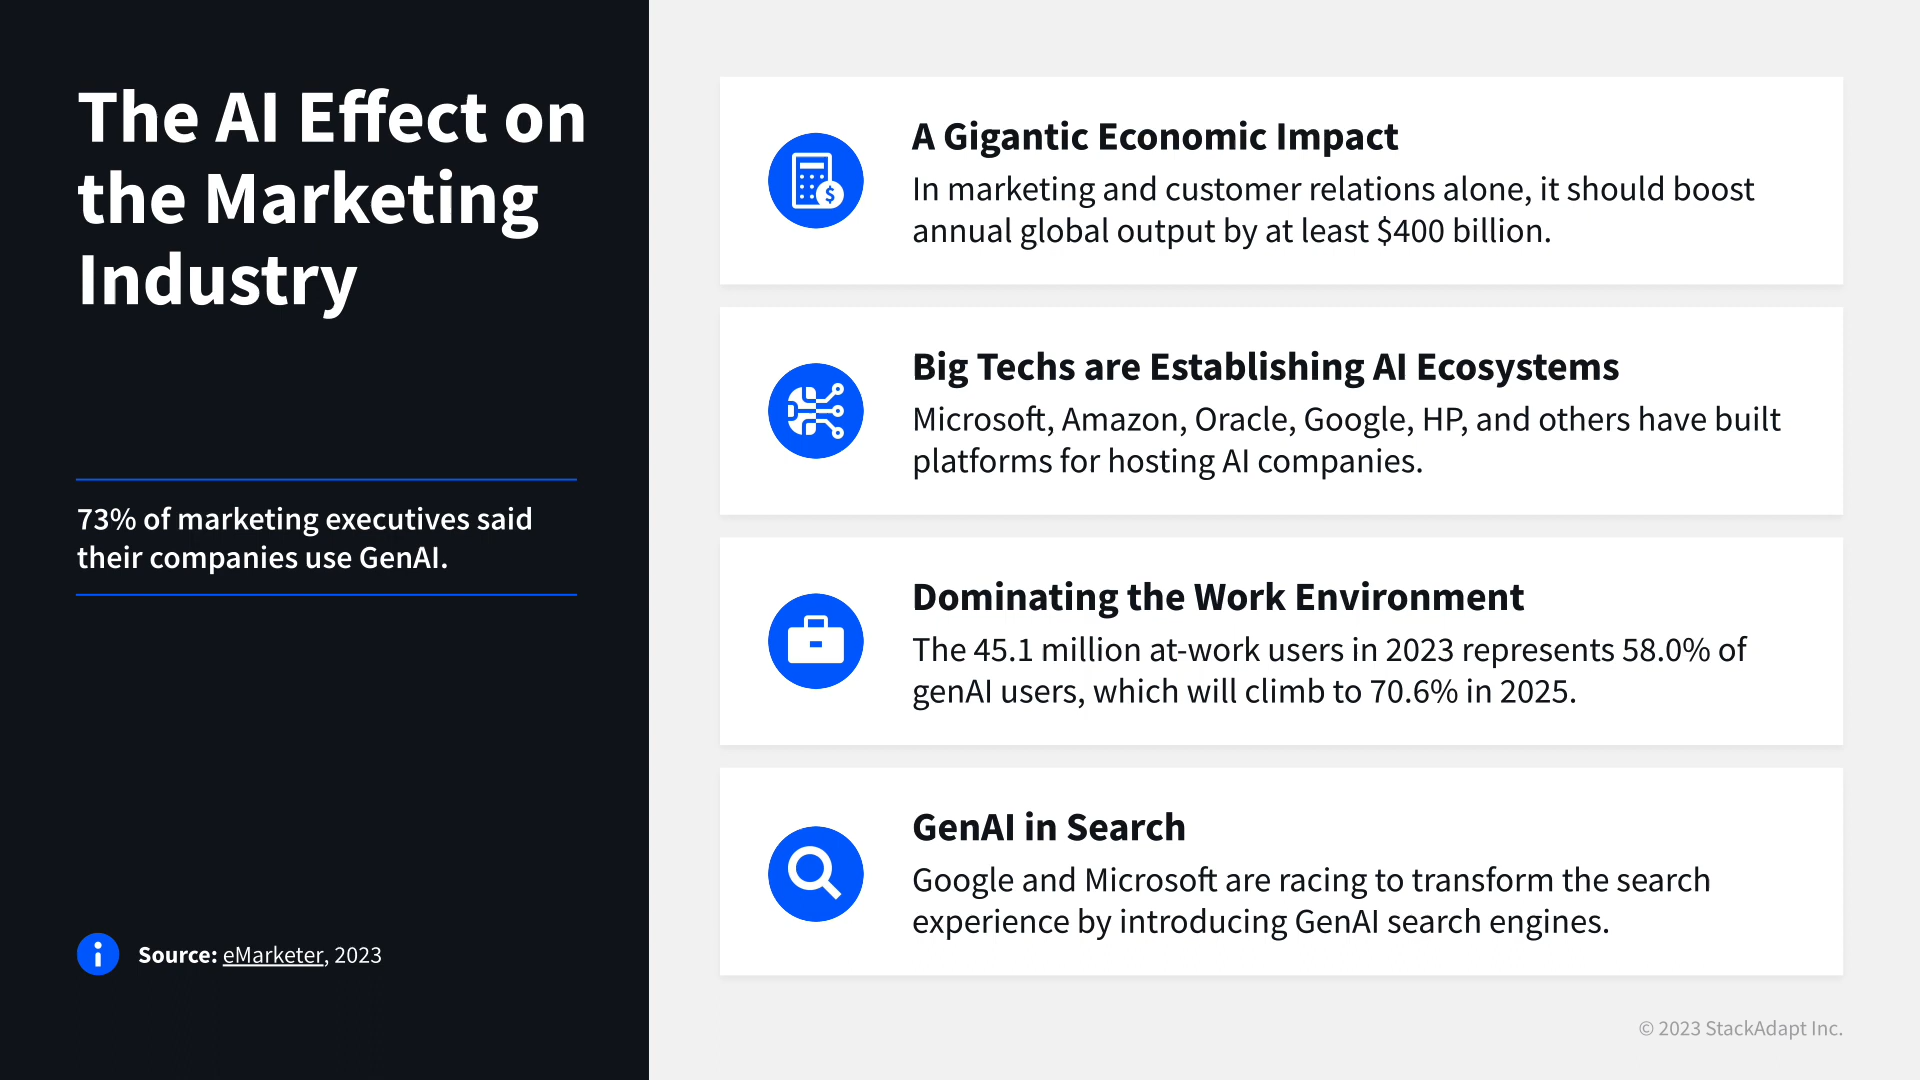 The AI Effect on
the Marketing
Industry
73% of marketing executives said
their companies use GenAI.
Source: eMarketer, 2023
A Gigantic Economic Impact
In marketing and customer relations alone, it should boost
annual global output by at least $400 billion.
Big Techs are Establishing AI Ecosystems
Microsoft, Amazon, Oracle, Google, HP, and others have built
platforms for hosting AI companies.
Dominating the Work Environment
The 45.1 million at-work users in 2023 represents 58.0% of
genAI users, which will climb to 70.6% in 2025.
GenAI in Search
Google and Microsoft are racing to transform the search
experience by introducing GenAI search engines.
© 2023 StackAdapt Inc.